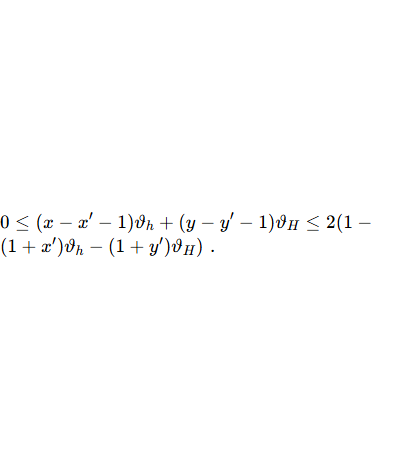 0 ≤ (x − x′ − 1)ϑ_h + (y − y′ − 1)ϑ_H ≤ 2(1 −
(1 + x′)ϑ_h − (1 + y′)ϑ_H) .